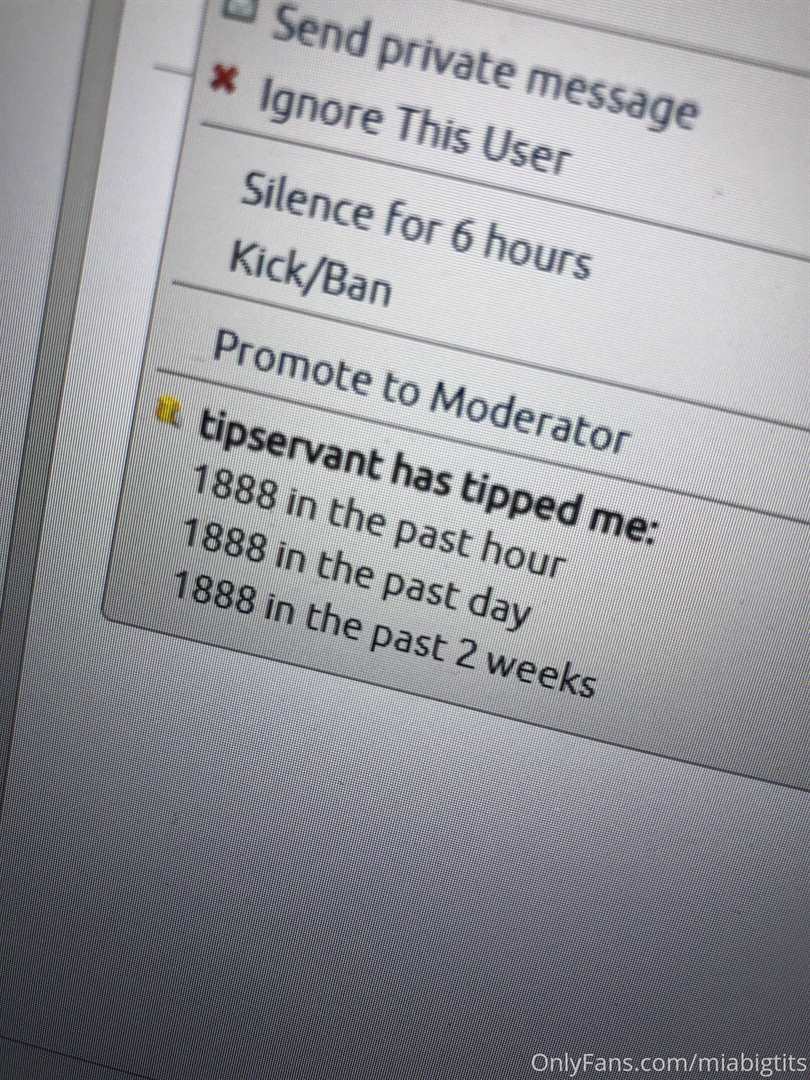 Send private message
Ignore This User
Silence for 6 hours
Kick/Ban
Promote to Moderator
tipservant has tipped me:
1888 in the past hour
1888 in the past day
1888 in the past 2 weeks
OnlyFans.com/miabigtits